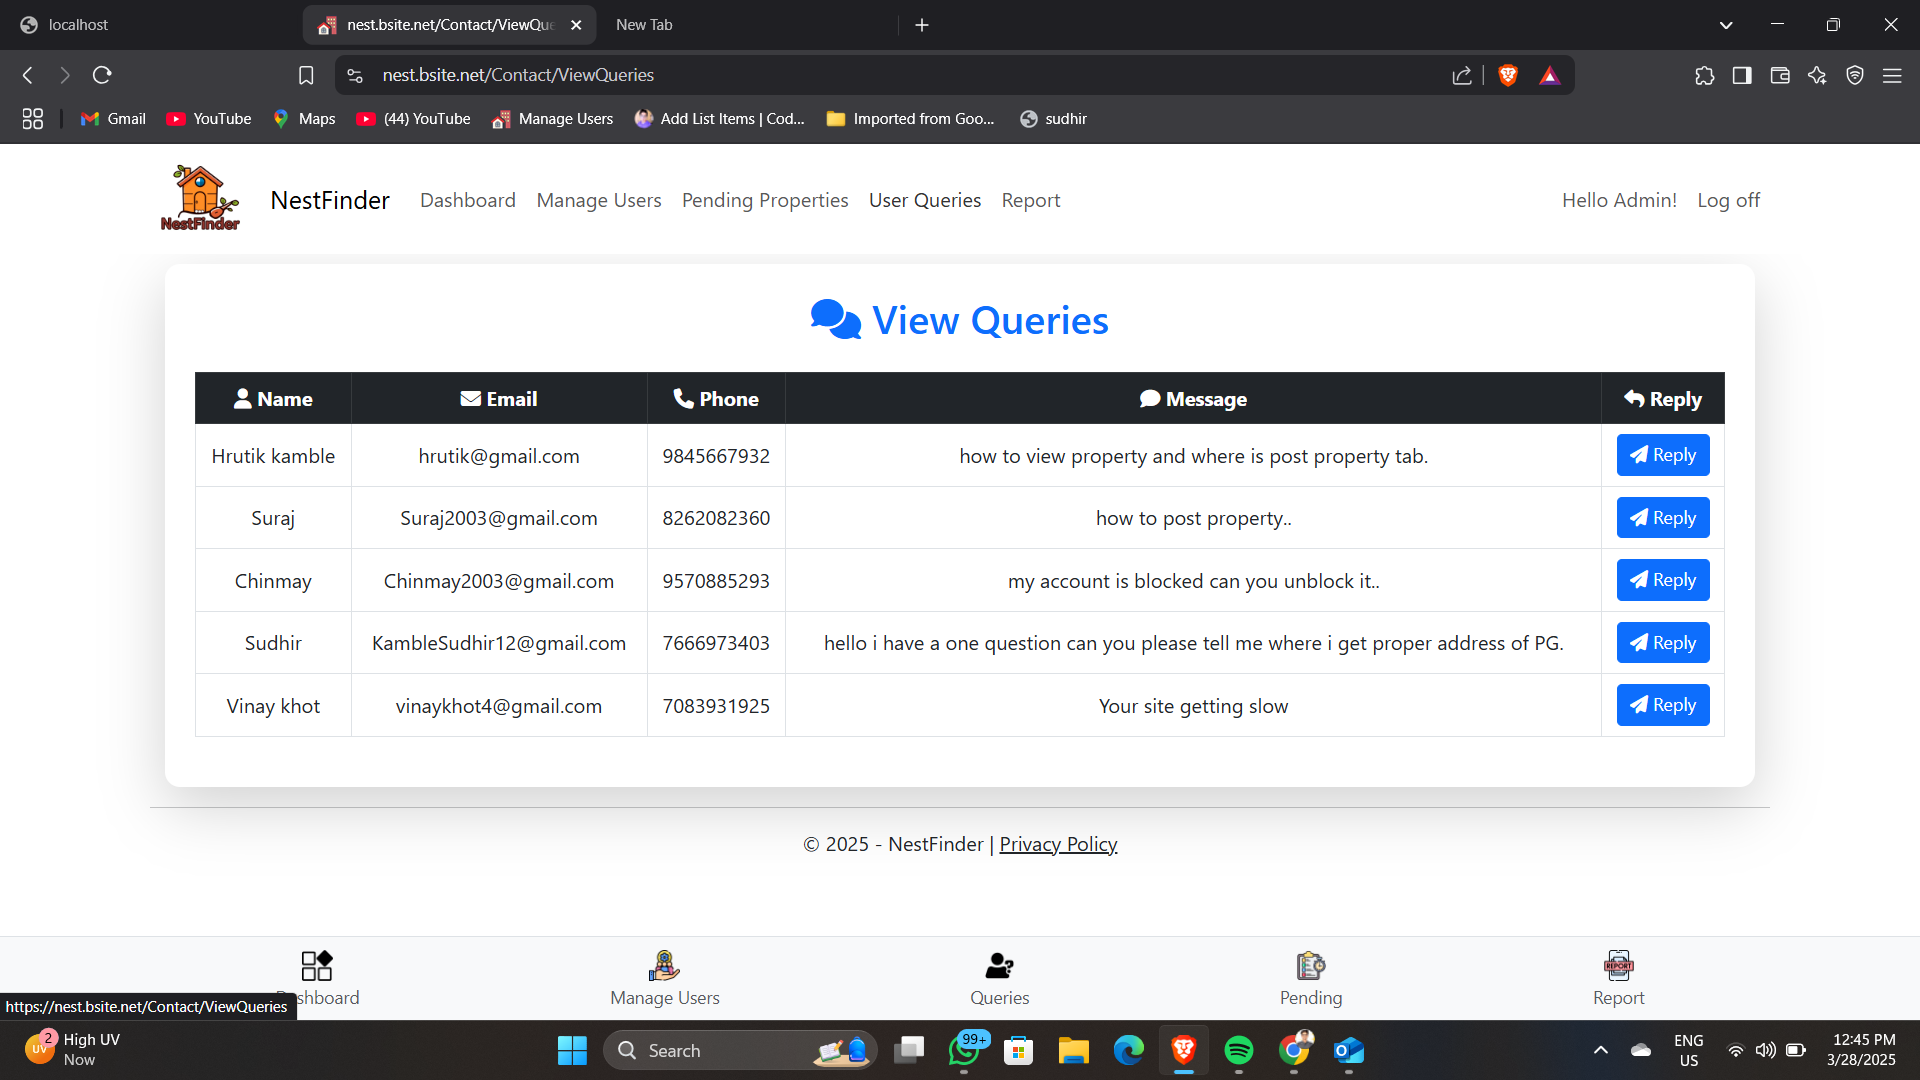 localhost
nest.bsite.net/Contact/ViewQue
New Tab
nest.bsite.net/Contact/ViewQueries
Gmail
YouTube
Maps
(44) YouTube
Manage Users
Add List Items | Cod...
Imported from Goo...
sudhir
NestFinder
NestFinder
Dashboard
Manage Users
Pending Properties
User Queries
Report
Hello Admin!
Log off
View Queries
Name Email Phone Message Reply
Hrutik kamble hrutik@gmail.com 9845667932 how to view property and where is post property tab. Reply
Suraj Suraj2003@gmail.com 8262082360 how to post property.. Reply
Chinmay Chinmay2003@gmail.com 9570885293 my account is blocked can you unblock it.. Reply
Sudhir KambleSudhir12@gmail.com 7666973403 hello i have a one question can you please tell me where i get proper address of PG. Reply
Vinay khot vinaykhot4@gmail.com 7083931925 Your site getting slow Reply
© 2025 - NestFinder | Privacy Policy
shboard
Manage Users
Queries
Pending
REPORT
Report
https://nest.bsite.net/Contact/ViewQueries
UV
2
High UV
Now
Search
99+
ENG
US
12:45 PM
3/28/2025